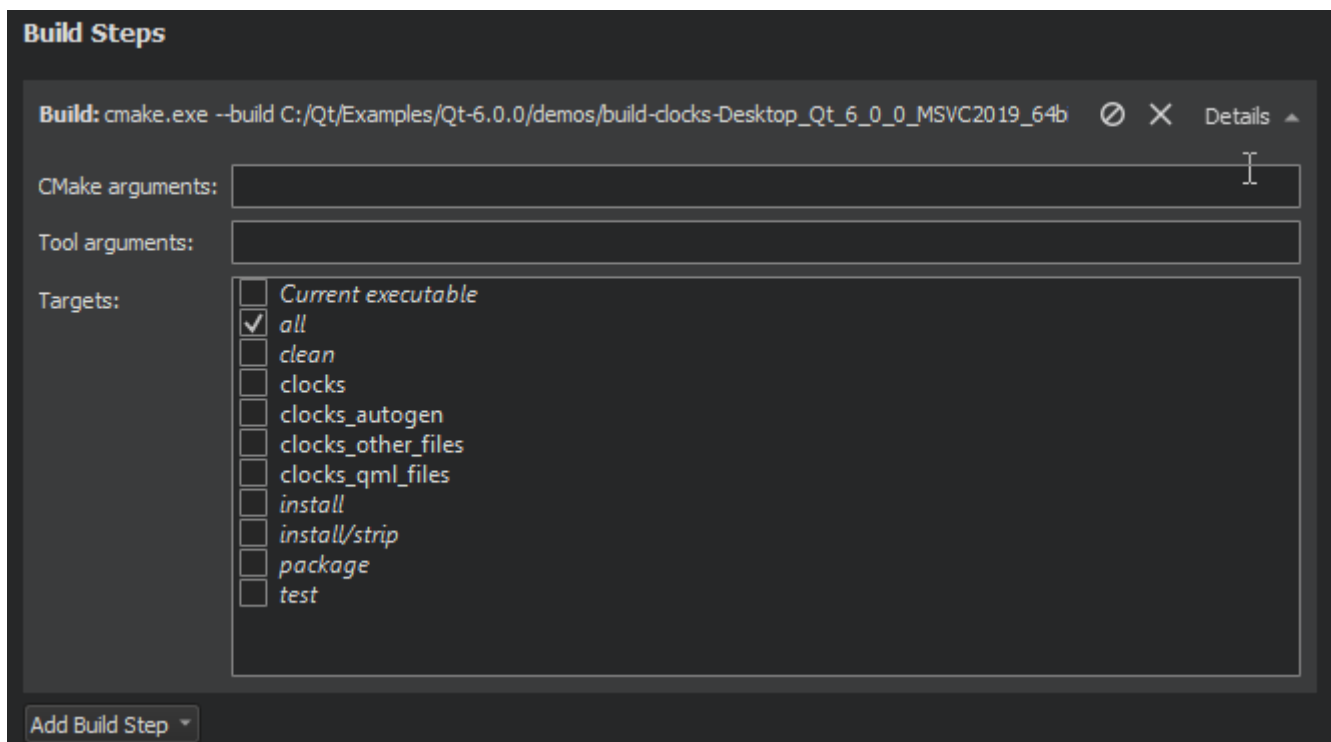 Build Steps
Build: cmake.exe --build C:/Qt/Examples/Qt-6.0.0/demos/build-clocks-Desktop_Qt_6_0_0_MSVC2019_64b Details
CMake arguments:
Tool arguments:
Targets:
Current executable
all
clean
clocks
clocks_autogen
clocks_other_files
clocks_qml_files
install
install/strip
package
test
Add Build Step